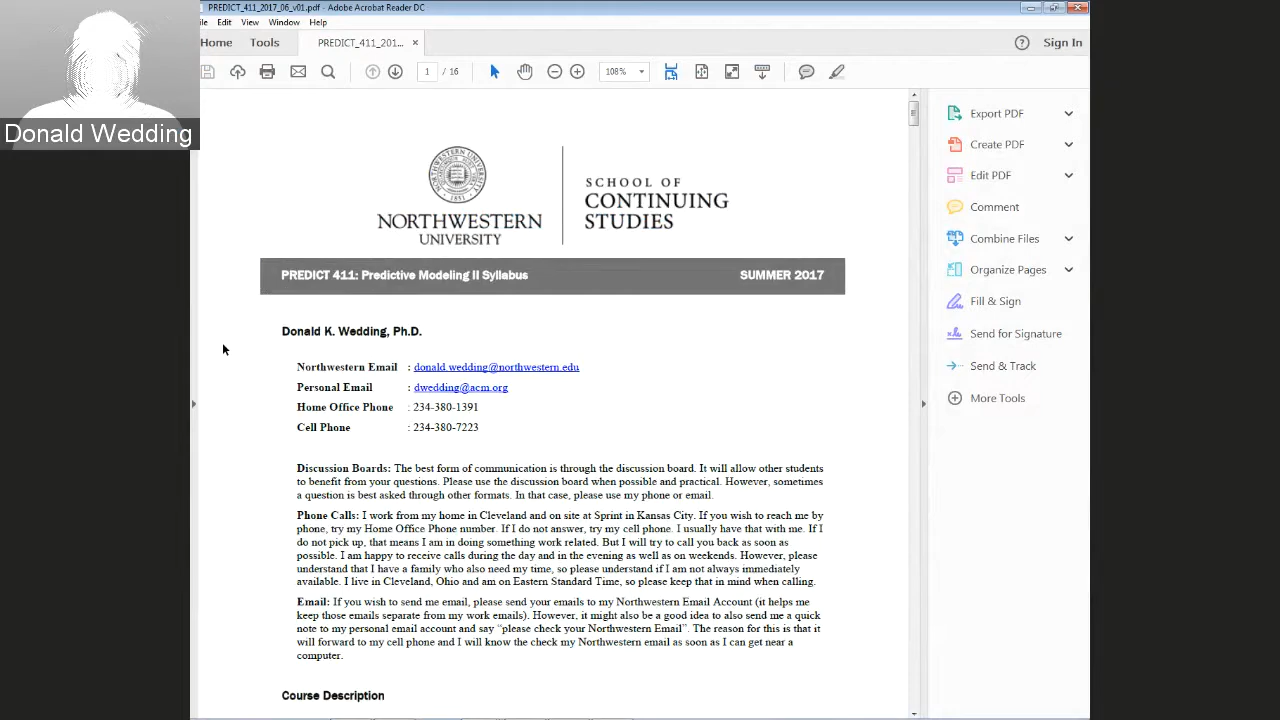 PREDICT_411_2017_06_v01.pdf - Adobe Acrobat Reader DC
ile Edit View Window Help
Home Tools PREDICT_411_201... × Sign In
1 / 16 108%
Donald Wedding
Export PDF
Create PDF
Edit PDF
Comment
Combine Files
Organize Pages
Fill & Sign
Send for Signature
Send & Track
More Tools
NORTHWESTERN
UNIVERSITY
SCHOOL OF
CONTINUING
STUDIES
PREDICT 411: Predictive Modeling II Syllabus SUMMER 2017
Donald K. Wedding, Ph.D.
Northwestern Email : donald.wedding@northwestern.edu
Personal Email : dwedding@acm.org
Home Office Phone : 234-380-1391
Cell Phone : 234-380-7223
Discussion Boards: The best form of communication is through the discussion board. It will allow other students
to benefit from your questions. Please use the discussion board when possible and practical. However, sometimes
a question is best asked through other formats. In that case, please use my phone or email.
Phone Calls: I work from my home in Cleveland and on site at Sprint in Kansas City. If you wish to reach me by
phone, try my Home Office Phone number. If I do not answer, try my cell phone. I usually have that with me. If I
do not pick up, that means I am in doing something work related. But I will try to call you back as soon as
possible. I am happy to receive calls during the day and in the evening as well as on weekends. However, please
understand that I have a family who also need my time, so please understand if I am not always immediately
available. I live in Cleveland, Ohio and am on Eastern Standard Time, so please keep that in mind when calling.
Email: If you wish to send me email, please send your emails to my Northwestern Email Account (it helps me
keep those emails separate from my work emails). However, it might also be a good idea to also send me a quick
note to my personal email account and say “please check your Northwestern Email”. The reason for this is that it
will forward to my cell phone and I will know the check my Northwestern email as soon as I can get near a
computer.
Course Description